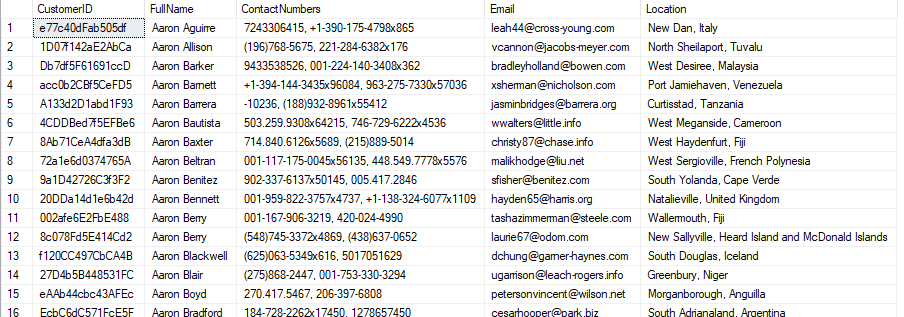 CustomerID FullName ContactNumbers Email Location
1 e77c40dFab505df Aaron Aguirre 7243306415, +1-390-175-4798x865 leah44@cross-young.com New Dan, Italy
2 1D07f142aE2AbCa Aaron Allison (196)768-5675, 221-284-6382x176 vcannon@jacobs-meyer.com North Sheilaport, Tuvalu
3 Db7df5F61691ccD Aaron Barker 9433538526, 001-224-140-3408x362 bradleyholland@bowen.com West Desiree, Malaysia
4 acc0b2CBf5CeFD5 Aaron Barnett +1-394-144-3435x96084, 963-275-7330x57036 xsherman@nicholson.com Port Jamiehaven, Venezuela
5 A133d2D1abd1F93 Aaron Barrera -10236, (188)932-8961x55412 jasminbridges@barrera.org Curtisstad, Tanzania
6 4CDDBed7f5EFBe6 Aaron Bautista 503.259.9308x64215, 746-729-6222x4536 wwalters@little.info West Meganside, Cameroon
7 8Ab71CeA4dfa3dB Aaron Baxter 714.840.6126x5689, (215)889-5014 christy87@chase.info West Haydenfurt, Fiji
8 72a1e6d0374765A Aaron Beltran 001-117-175-0045x56135, 448.549.7778x5576 malikhodge@liu.net West Sergioville, French Polynesia
9 9a1D42726C3f3F2 Aaron Benitez 902-337-6137x50145, 005.417.2846 sfisher@benitez.com South Yolanda, Cape Verde
10 20DDa14d1e6b42d Aaron Bennett 001-959-822-3757x4737, +1-138-324-6077x1109 hayden65@harris.org Natalieville, United Kingdom
11 002afe6E2FbE488 Aaron Berry 001-167-906-3219, 420-024-4990 tashazimmerman@steele.com Wallermouth, Fiji
12 8c078Fd5E414Cd2 Aaron Berry (548)745-3372x4869, (438)637-0652 laurie67@odom.com New Sallyville, Heard Island and McDonald Islands
13 f120CC497CbCA4B Aaron Blackwell (625)063-5349x616, 5017051629 dchung@garner-haynes.com South Douglas, Iceland
14 27D4b5B448531FC Aaron Blair (275)868-2447, 001-753-330-3294 ugarrison@leach-rogers.info Greenbury, Niger
15 eAAb44cbc43AFEc Aaron Boyd 270.417.5467, 206-397-6808 petersonvincent@wilson.net Morganborough, Anguilla
16 EcbC6dC571FcE5F Aaron Bradford 184-728-2262x17450, 1278657450 cesarhooper@park.biz South Adrianaland, Argentina